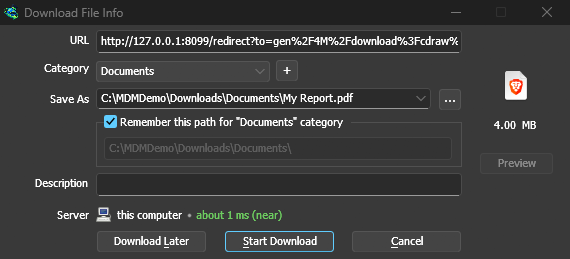 Download File Info
URL http://127.0.0.1:8099/redirect?to=gen%2F4M%2Fdownload%3Fcdraw%
Category Documents +
Save As C:\MDMDemo\Downloads\Documents\My Report.pdf ...
Remember this path for "Documents" category
C:\MDMDemo\Downloads\Documents\
4.00 MB
Preview
Description
Server this computer • about 1 ms (near)
Download Later Start Download Cancel